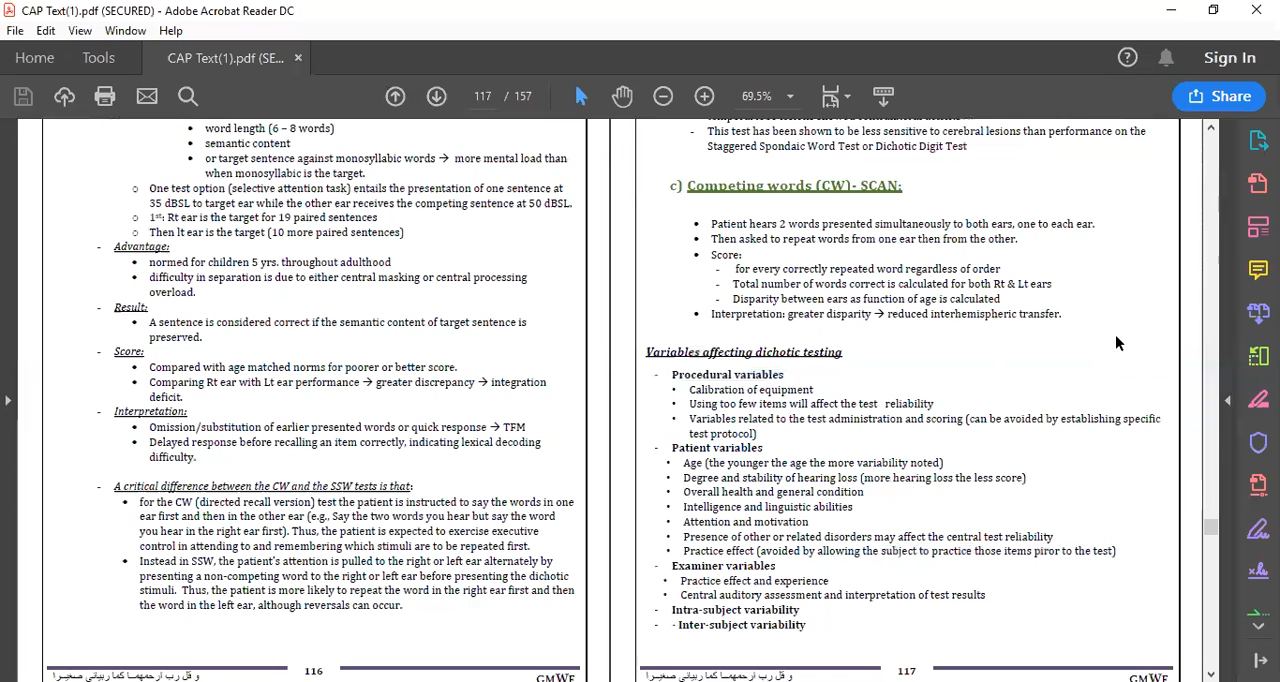 CAP Text(1).pdf (SECURED) - Adobe Acrobat Reader DC
File Edit View Window Help
Home Tools CAP Text(1).pdf (SE... × Sign In
117 / 157 69.5% Share
• word length (6 – 8 words)
• semantic content
• or target sentence against monosyllabic words → more mental load than
when monosyllabic is the target.
o One test option (selective attention task) entails the presentation of one sentence at
35 dBSL to target ear while the other ear receives the competing sentence at 50 dBSL.
o 1st: Rt ear is the target for 19 paired sentences
o Then lt ear is the target (10 more paired sentences)
- Advantage:
• normed for children 5 yrs. throughout adulthood
• difficulty in separation is due to either central masking or central processing
overload.
- Result:
• A sentence is considered correct if the semantic content of target sentence is
preserved.
- Score:
• Compared with age matched norms for poorer or better score.
• Comparing Rt ear with Lt ear performance → greater discrepancy → integration
deficit.
- Interpretation:
• Omission/substitution of earlier presented words or quick response → TFM
• Delayed response before recalling an item correctly, indicating lexical decoding
difficulty.
- A critical difference between the CW and the SSW tests is that:
• for the CW (directed recall version) test the patient is instructed to say the words in one
ear first and then in the other ear (e.g., Say the two words you hear but say the word
you hear in the right ear first). Thus, the patient is expected to exercise executive
control in attending to and remembering which stimuli are to be repeated first.
• Instead in SSW, the patient's attention is pulled to the right or left ear alternately by
presenting a non-competing word to the right or left ear before presenting the dichotic
stimuli. Thus, the patient is more likely to repeat the word in the right ear first and then
the word in the left ear, although reversals can occur.
116
و قل رب ارحمهما كما ربياني صغيرا
GMWF
- This test has been shown to be less sensitive to cerebral lesions than performance on the
Staggered Spondaic Word Test or Dichotic Digit Test
c) Competing words (CW)- SCAN:
• Patient hears 2 words presented simultaneously to both ears, one to each ear.
• Then asked to repeat words from one ear then from the other.
• Score:
- for every correctly repeated word regardless of order
- Total number of words correct is calculated for both Rt & Lt ears
- Disparity between ears as function of age is calculated
• Interpretation: greater disparity → reduced interhemispheric transfer.
Variables affecting dichotic testing
- Procedural variables
• Calibration of equipment
• Using too few items will affect the test reliability
• Variables related to the test administration and scoring (can be avoided by establishing specific
test protocol)
- Patient variables
• Age (the younger the age the more variability noted)
• Degree and stability of hearing loss (more hearing loss the less score)
• Overall health and general condition
• Intelligence and linguistic abilities
• Attention and motivation
• Presence of other or related disorders may affect the central test reliability
• Practice effect (avoided by allowing the subject to practice those items piror to the test)
- Examiner variables
• Practice effect and experience
• Central auditory assessment and interpretation of test results
- Intra-subject variability
- - Inter-subject variability
117
و قل رب ارحمهما كما ربياني صغيرا
GMWF